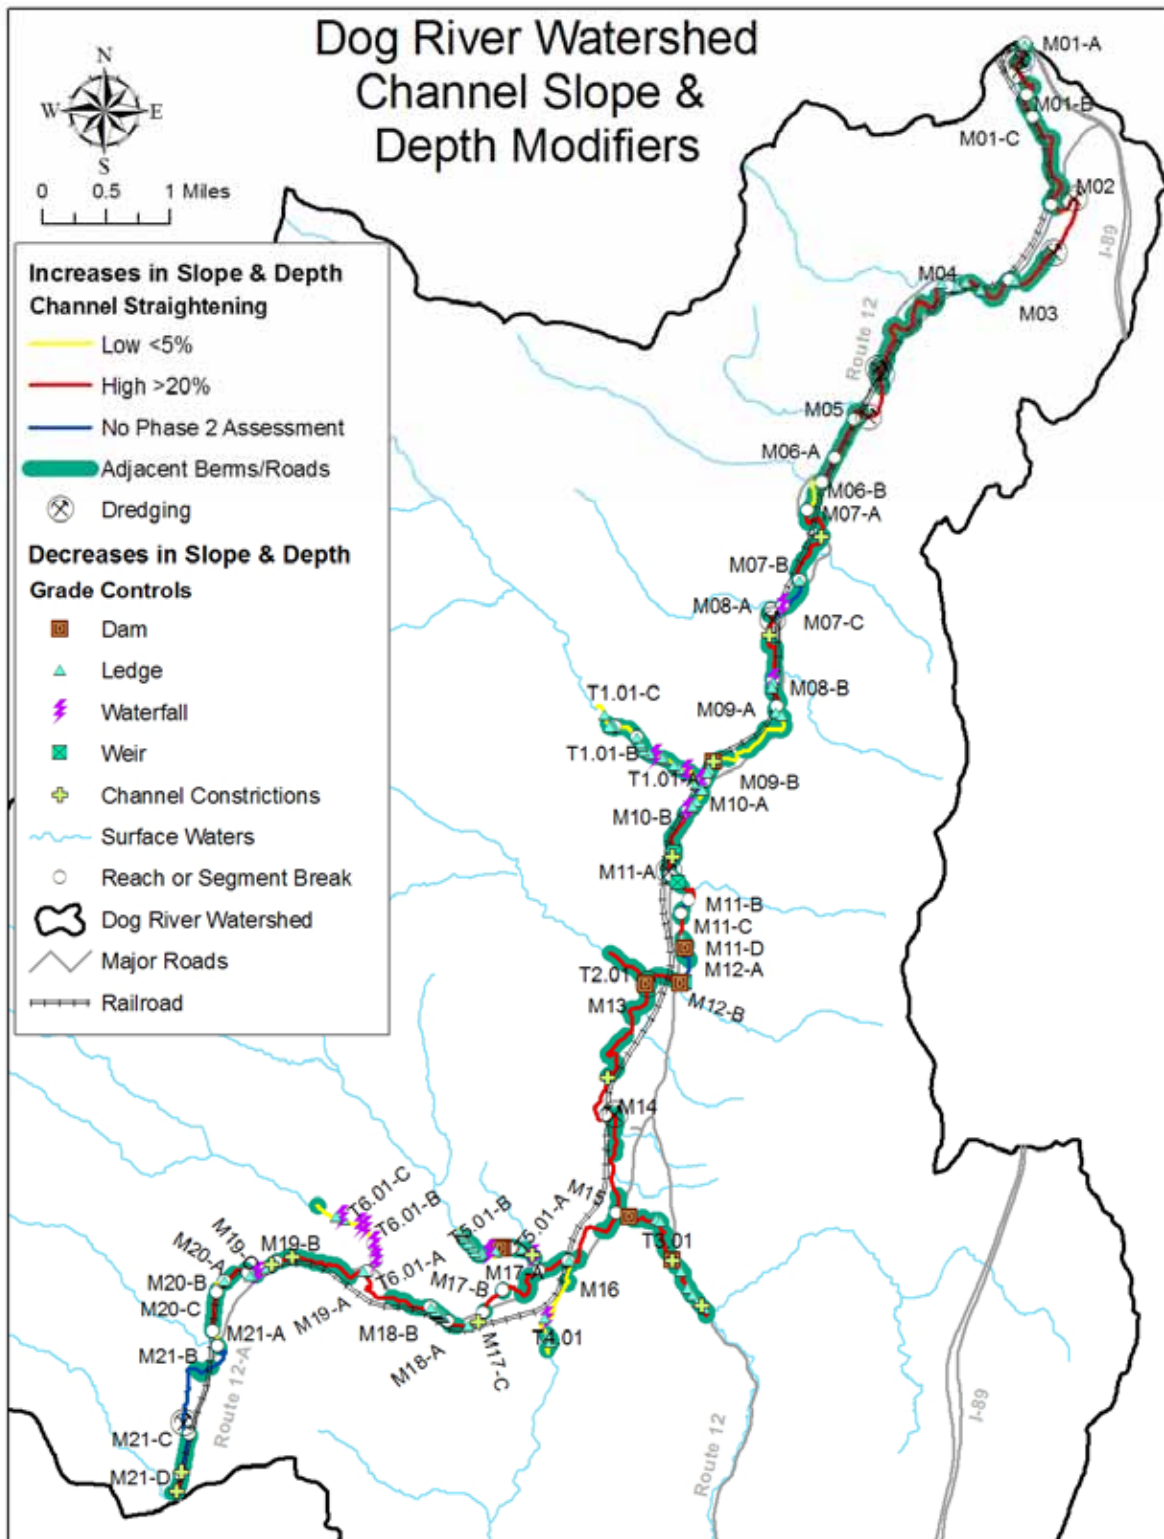 Dog River Watershed
Channel Slope &
Depth Modifiers
N
W E
S
0 0.5 1 Miles
Increases in Slope & Depth
Channel Straightening
Low <5%
High >20%
No Phase 2 Assessment
Adjacent Berms/Roads
Dredging
Decreases in Slope & Depth
Grade Controls
Dam
Ledge
Waterfall
Weir
Channel Constrictions
Surface Waters
Reach or Segment Break
Dog River Watershed
Major Roads
Railroad
M01-A
M01-B
M01-C
M02
I-89
M04
M03
Route 12
M05
M06-A
M06-B
M07-A
M07-B
M08-A
M07-C
T1.01-C
M08-B
M09-A
T1.01-B
T1.01-A
M09-B
M10-A
M10-B
M11-A
M11-B
M11-C
M11-D
T2.01
M12-A
M13
M12-B
M14
T6.01-C
T6.01-B
T5.01-B
T5.01-A
M15
T3.01
M19-C
M19-B
M20-A
M20-B
T6.01-A
M17-A
M17-B
M16
M20-C
M19-A
M21-A
M18-B
T4.01
M21-B
M18-A
M17-C
Route 12-A
M21-C
I-89
M21-D
Route 12